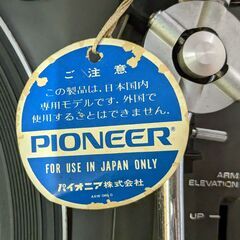 ご注意
この製品は、日本国内
専用モデルです。外国で
使用することはできません。
PIONEER
FOR USE IN JAPAN ONLY
パイオニア株式会社
ARM
ELEVATION
UP